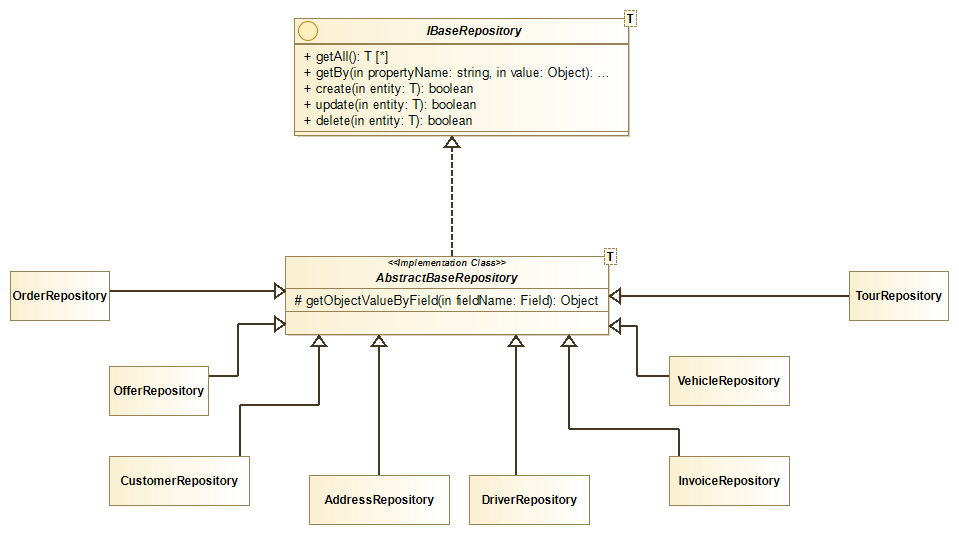 T
IBaseRepository
+ getAll(): T [*]
+ getBy(in propertyName: string, in value: Object): ...
+ create(in entity: T): boolean
+ update(in entity: T): boolean
+ delete(in entity: T): boolean
<<Implementation Class>>
T
AbstractBaseRepository
# getObjectValueByField(in fieldName: Field): Object
OrderRepository
TourRepository
OfferRepository
VehicleRepository
CustomerRepository
AddressRepository
DriverRepository
InvoiceRepository